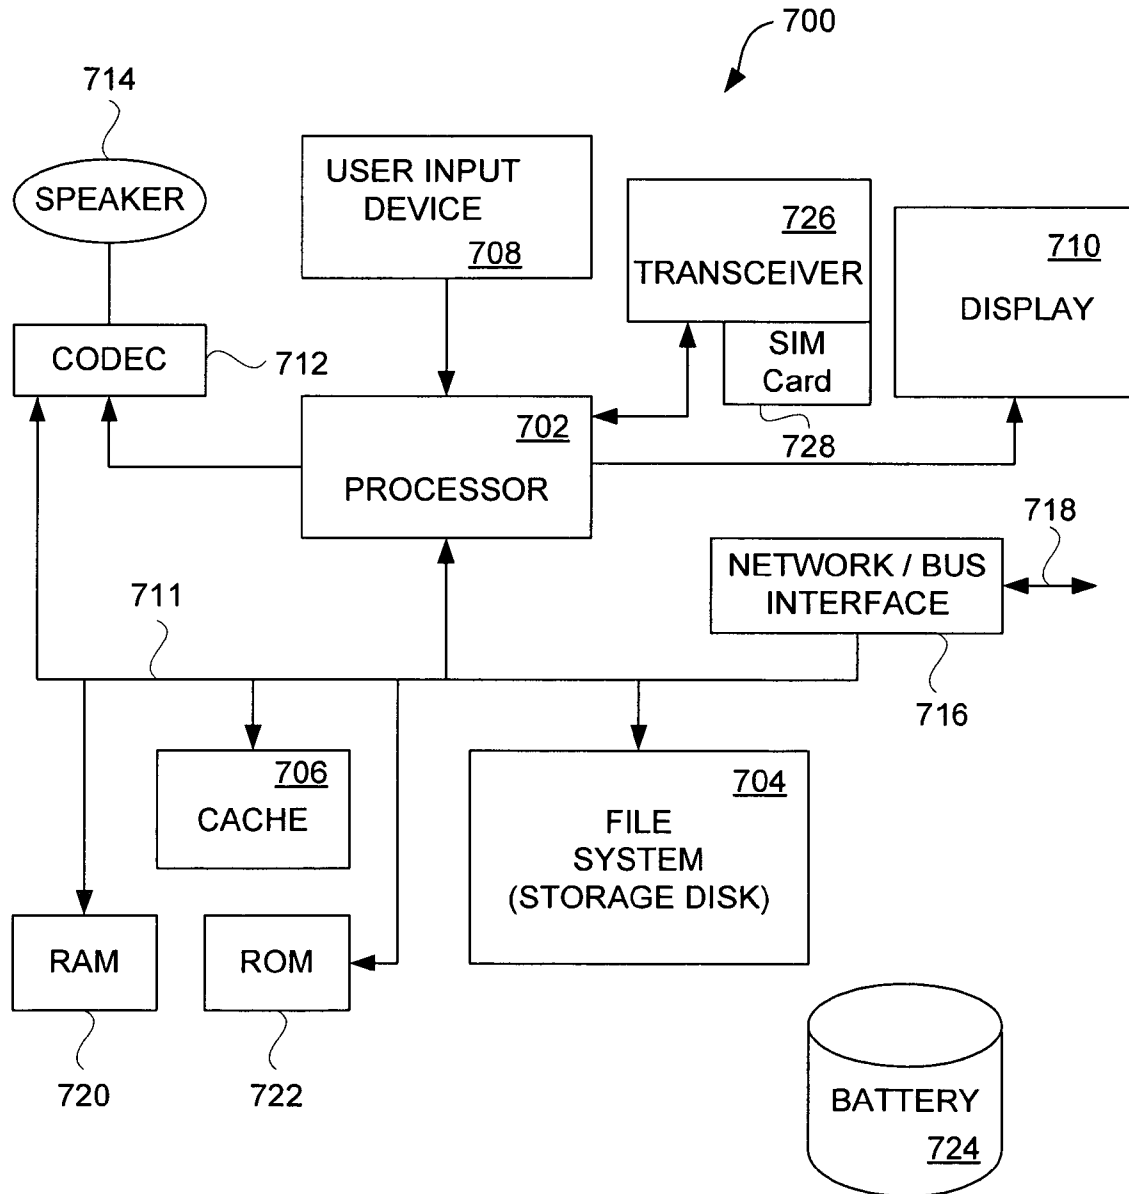 700
714
SPEAKER
USER INPUT
DEVICE
708
726
TRANSCEIVER
710
DISPLAY
CODEC
712
SIM
Card
728
702
PROCESSOR
718
NETWORK / BUS
INTERFACE
716
711
706
CACHE
704
FILE
SYSTEM
(STORAGE DISK)
RAM
ROM
720
722
BATTERY
724